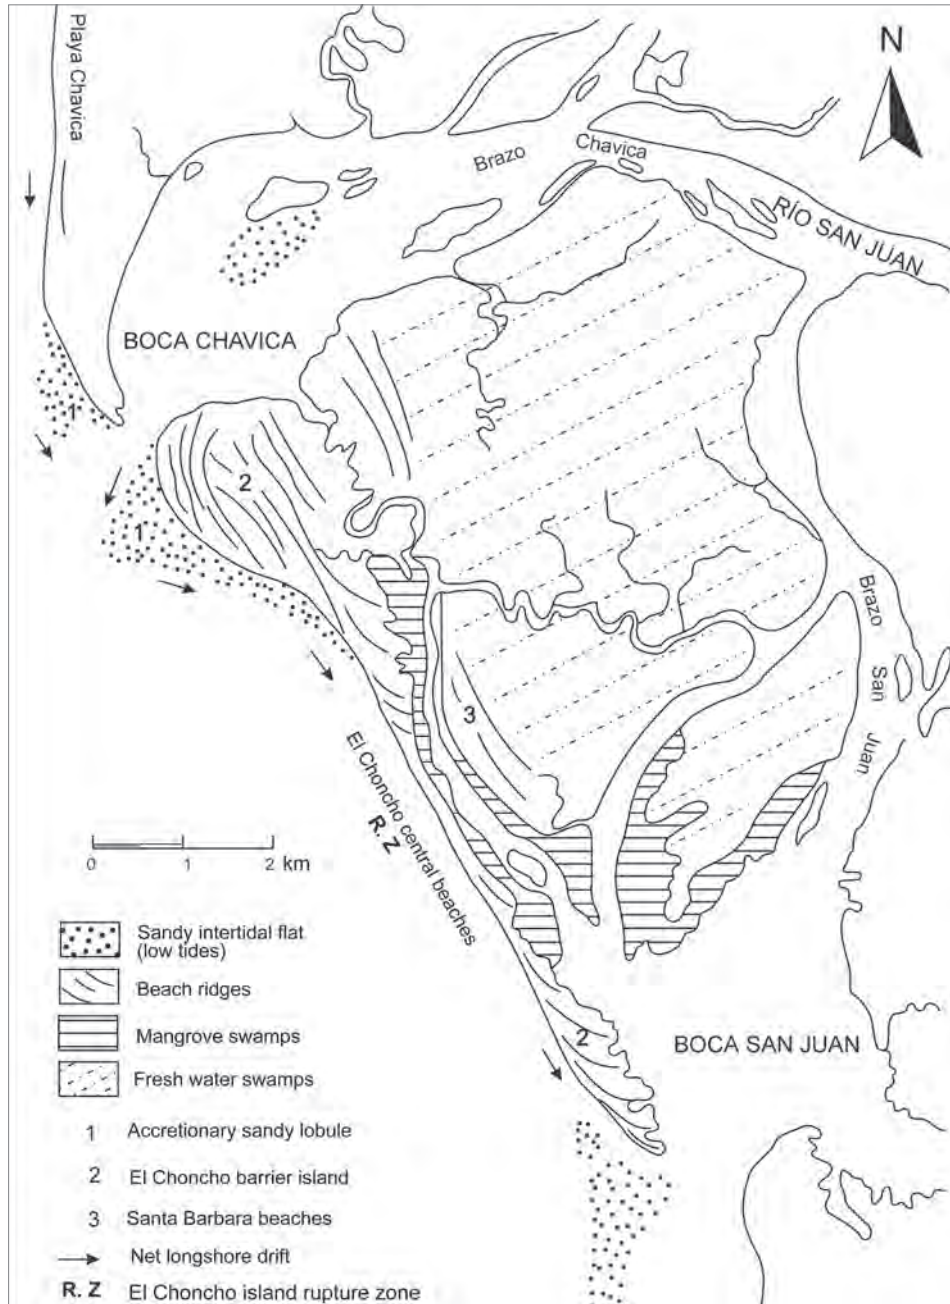 Playa Chavica
N
Brazo Chavica
RÍO SAN JUAN
BOCA CHAVICA
1
2
1
Brazo San Juan
3
El Choncho central beaches
R. Z
0 1 2 km
2
BOCA SAN JUAN
Sandy intertidal flat
(low tides)
Beach ridges
Mangrove swamps
Fresh water swamps
1 Accretionary sandy lobule
2 El Choncho barrier island
3 Santa Barbara beaches
Net longshore drift
R. Z El Choncho island rupture zone